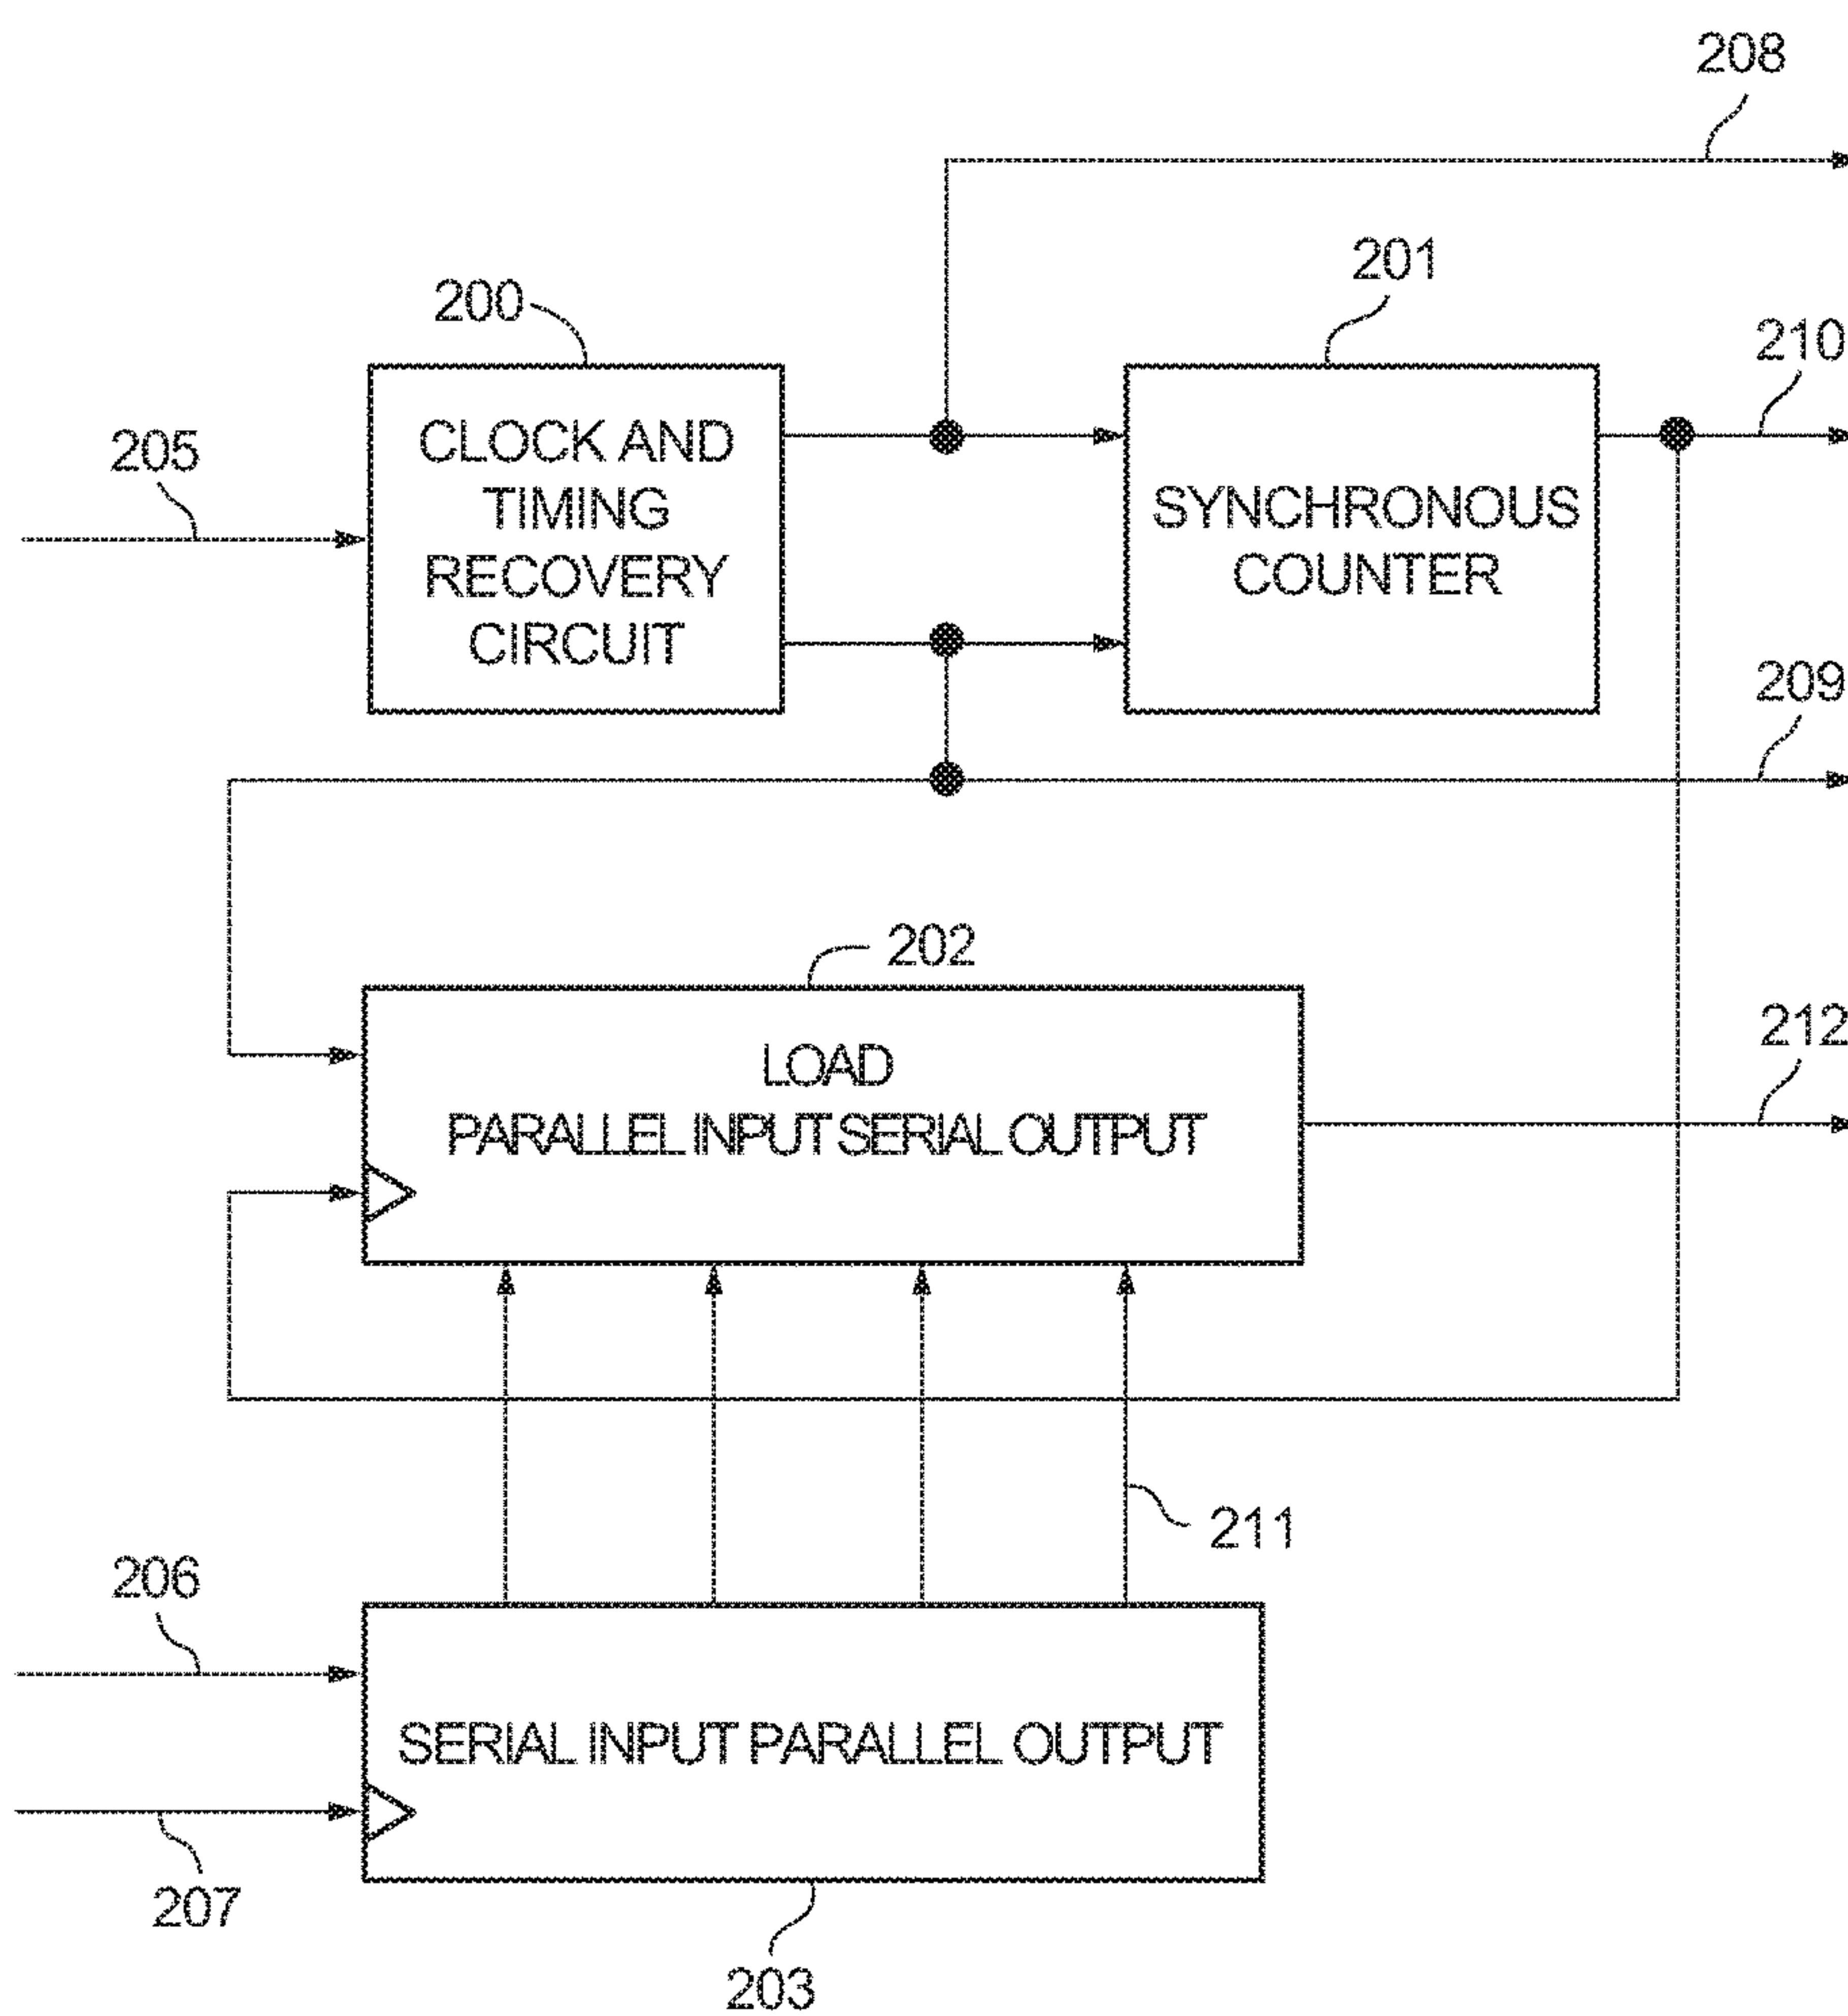 208
201
200
210
205
CLOCK AND
TIMING
RECOVERY
CIRCUIT
SYNCHRONOUS
COUNTER
209
202
212
LOAD
PARALLEL INPUT SERIAL OUTPUT
211
206
SERIAL INPUT PARALLEL OUTPUT
207
203